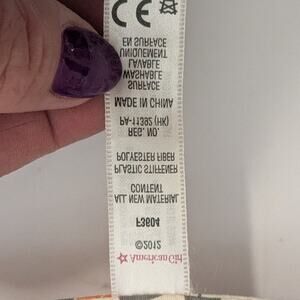 American Girl
©2012
F3604
ALL NEW MATERIAL
CONTENT
PLASTIC STIFFENER
POLYESTER FIBER
REG. NO.
PA-11382 (HK)
MADE IN CHINA
SURFACE
WASHABLE
LAVABLE
UNIQUEMENT
EN SURFACE
CE